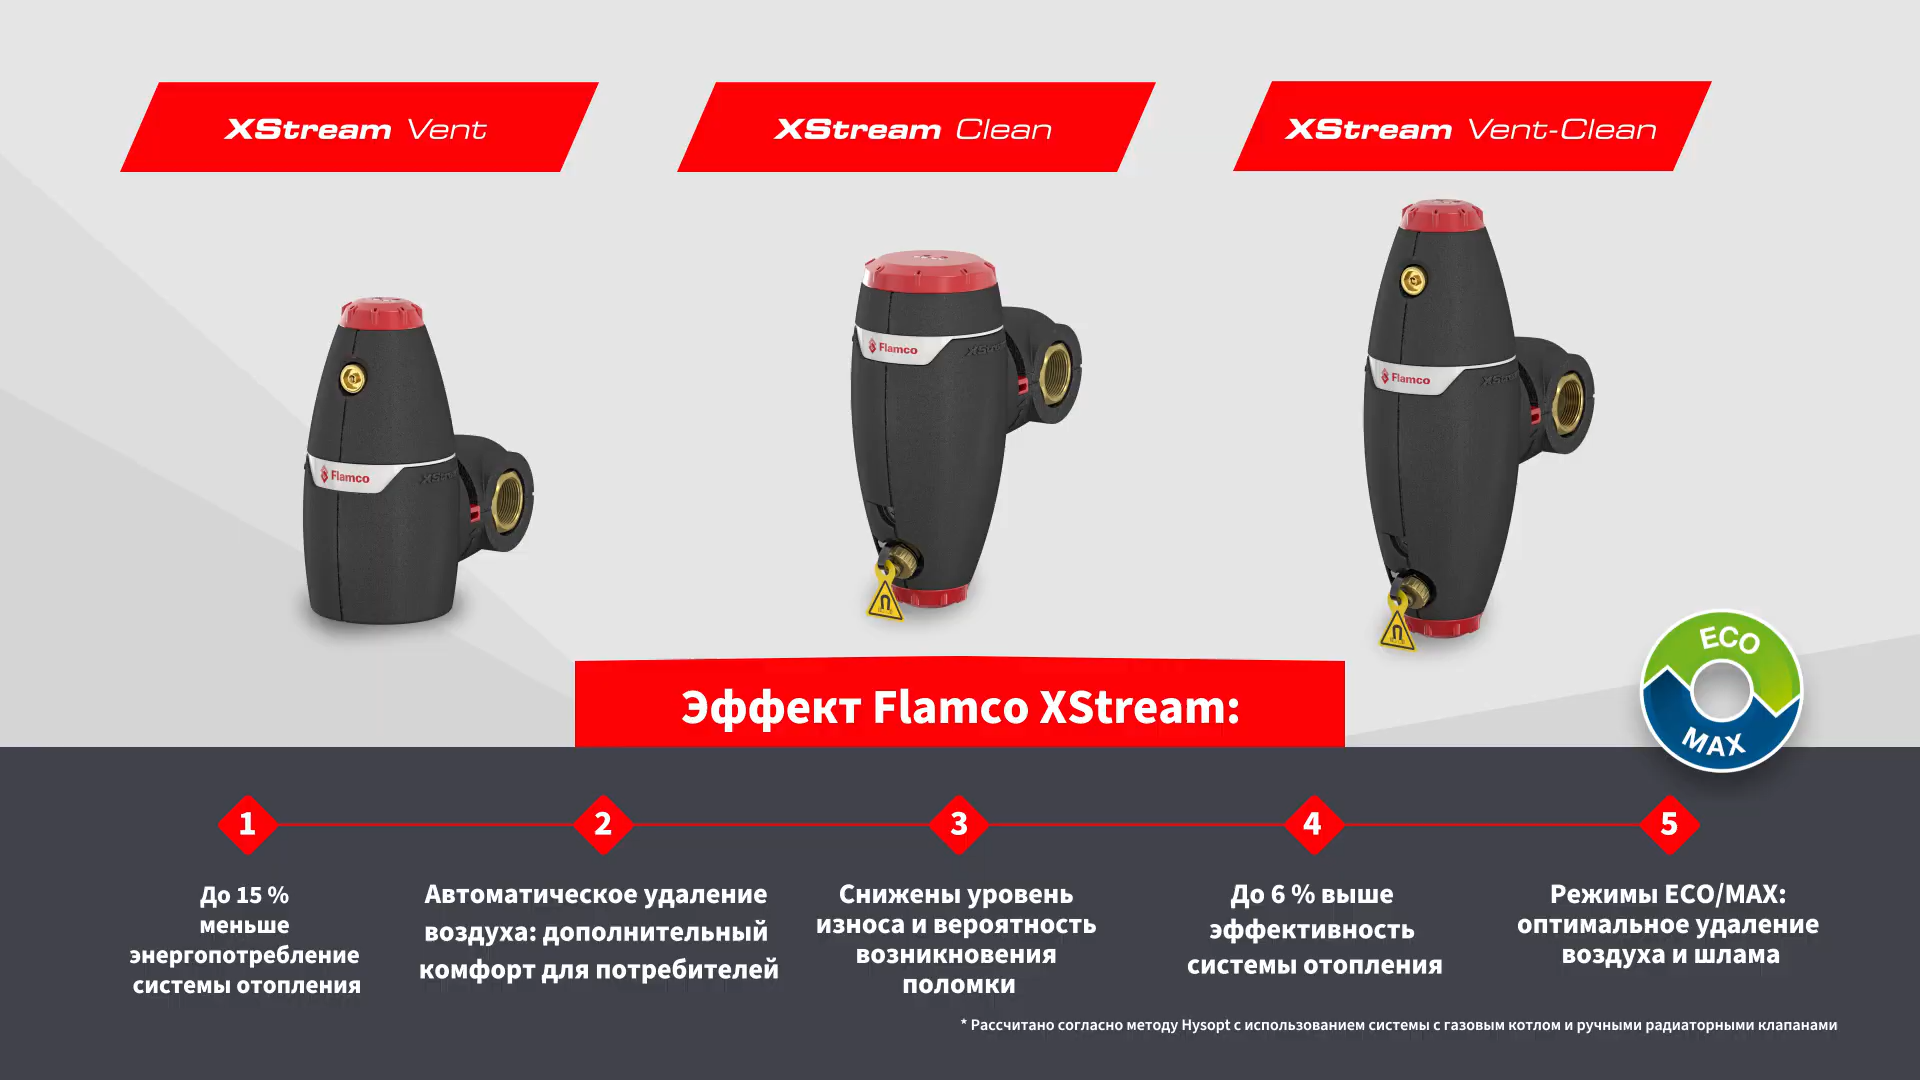 XStream Vent
XStream Clean
XStream Vent-Clean
Flamco
XStre
Flamco
XStre
Flamco
XStre
ECO
MAX
Эффект Flamco XStream:
1
2
3
4
5
До 15 %
меньше
энергопотребление
системы отопления
Автоматическое удаление
воздуха: дополнительный
комфорт для потребителей
Снижены уровень
износа и вероятность
возникновения
поломки
До 6 % выше
эффективность
системы отопления
Режимы ECO/MAX:
оптимальное удаление
воздуха и шлама
* Рассчитано согласно методу Hysopt с использованием системы с газовым котлом и ручными радиаторными клапанами